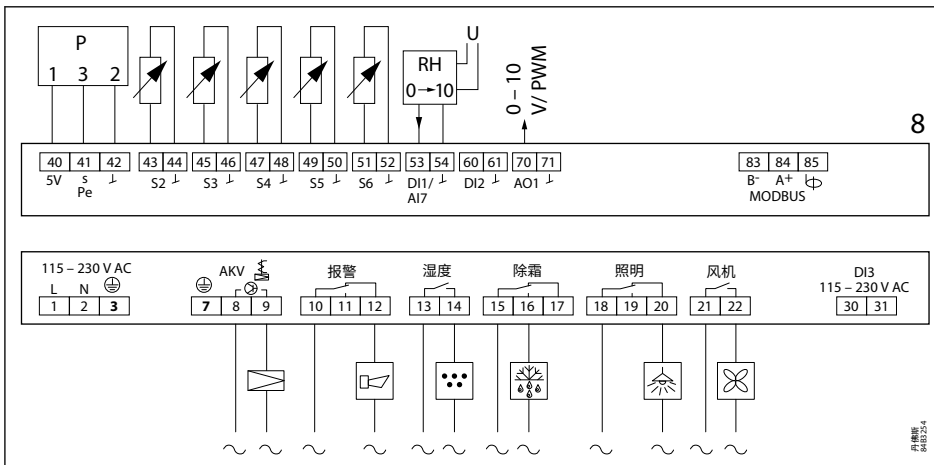 P
1 3 2
U
RH
0→10
0 – 10
V/ PWM
8
40 41 42 43 44 45 46 47 48 49 50 51 52 53 54 60 61 70 71 83 84 85
5V s S2 S3 S4 S5 S6 DI1/ DI2 AO1 B- A+
Pe AI7 MODBUS
115 – 230 V AC AKV 报警 湿度 除霜 照明 风机 DI3
L N 115 – 230 V AC
1 2 3 7 8 9 10 11 12 13 14 15 16 17 18 19 20 21 22 30 31
丹佛斯
84B3254